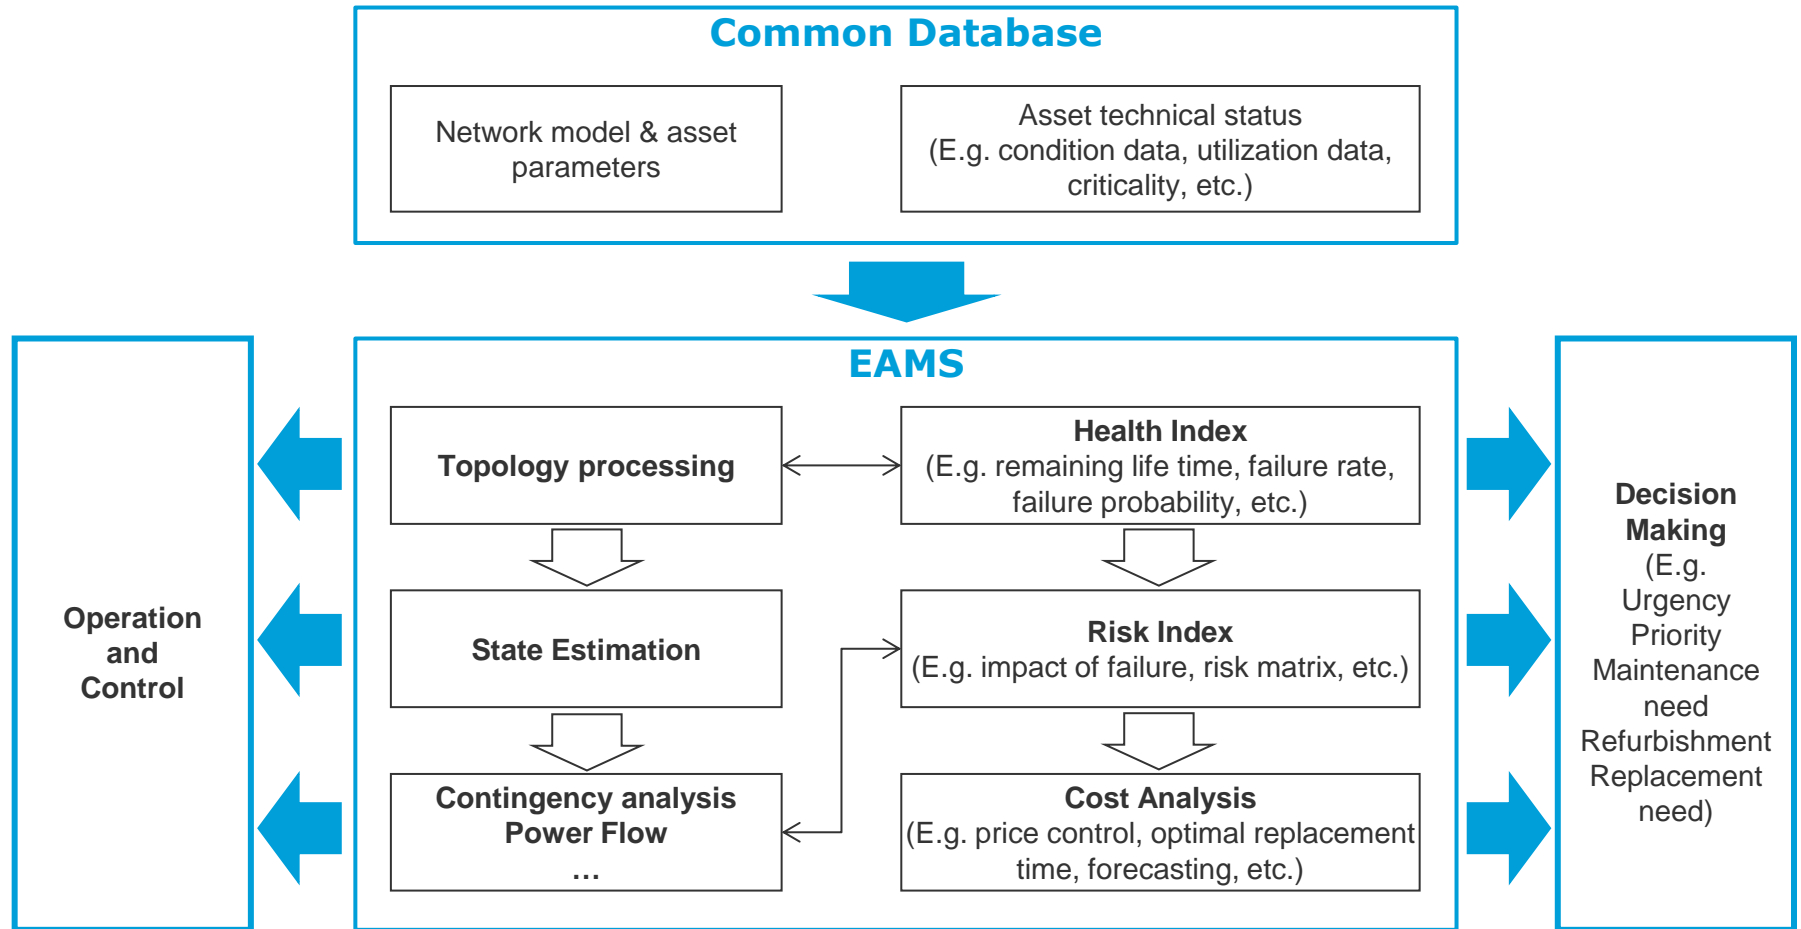 Common Database
Network model & asset
parameters
Asset technical status
(E.g. condition data, utilization data,
criticality, etc.)
EAMS
Operation
and
Control
Topology processing
State Estimation
Contingency analysis
Power Flow
…
Health Index
(E.g. remaining life time, failure rate,
failure probability, etc.)
Risk Index
(E.g. impact of failure, risk matrix, etc.)
Cost Analysis
(E.g. price control, optimal replacement
time, forecasting, etc.)
Decision
Making
(E.g.
Urgency
Priority
Maintenance
need
Refurbishment
Replacement
need)